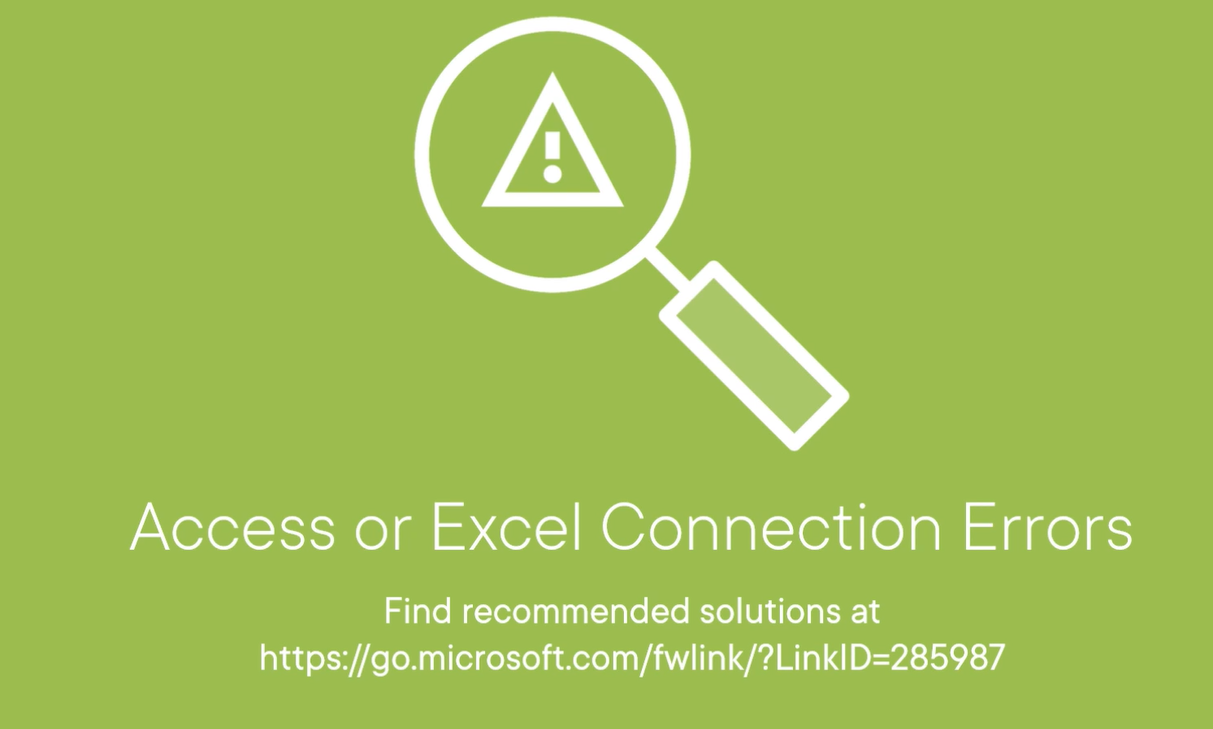 Access or Excel Connection Errors
Find recommended solutions at
https://go.microsoft.com/fwlink/?LinkID=285987